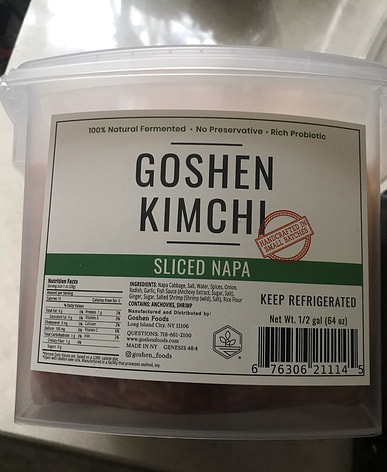 100% Natural Fermented • No Preservative • Rich Probiotic
GOSHEN
KIMCHI
HANDCRAFTED IN
SMALL BATCHES
SLICED NAPA
Nutrition Facts
INGREDIENTS: Napa Cabbage, Salt, Water, Spices, Onion,
Radish, Garlic, Fish Sauce (Anchovy Extract, Sugar, Salt),
Ginger, Sugar, Salted Shrimp (Shrimp (wild), Salt), Rice Flour
CONTAINS: ANCHOVIES, SHRIMP
Manufactured and Distributed by:
Goshen Foods
Long Island City, NY 11106
QUESTIONS: 718-661-2100
www.goshenfoods.com
MADE IN NY GENESIS 48:4
@goshen_foods
KEEP REFRIGERATED
Net Wt. 1/2 gal (64 oz)
6 76306 21114 5